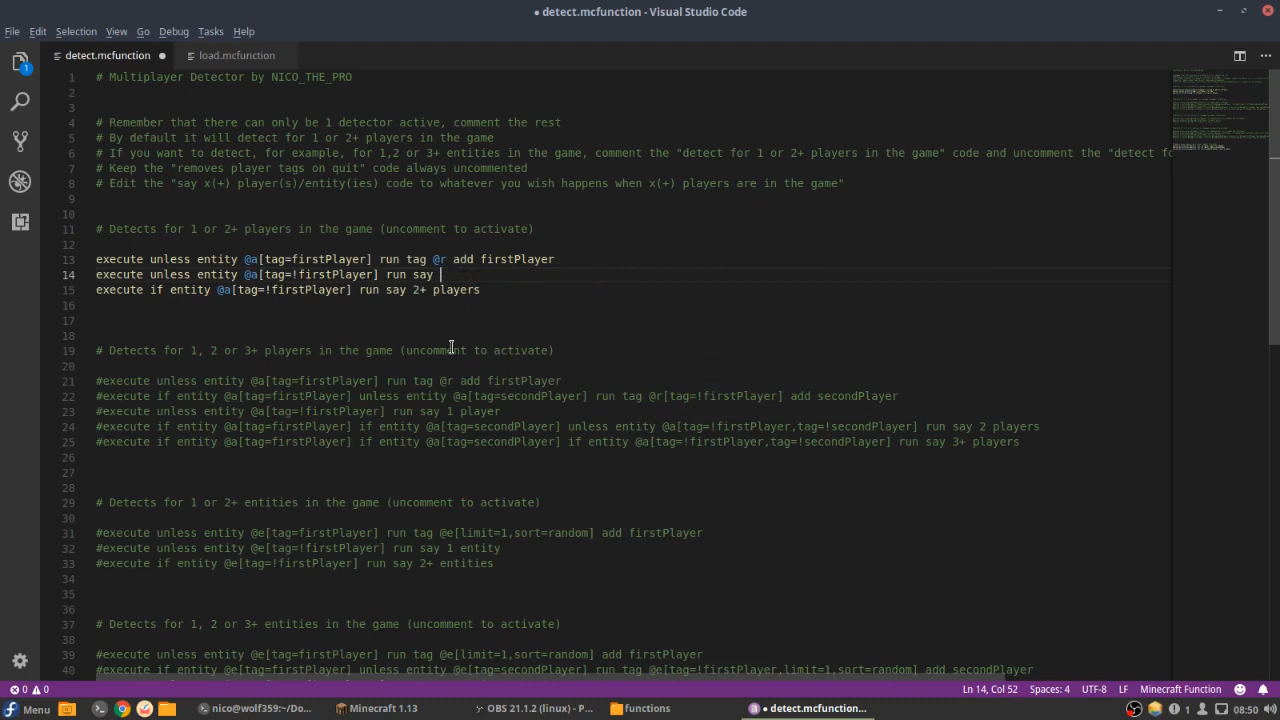 ● detect.mcfunction - Visual Studio Code
File Edit Selection View Go Debug Tasks Help
detect.mcfunction ●
load.mcfunction
1
1 # Multiplayer Detector by NICO_THE_PRO
2
3
4 # Remember that there can only be 1 detector active, comment the rest
5 # By default it will detect for 1 or 2+ players in the game
6 # If you want to detect, for example, for 1,2 or 3+ entities in the game, comment the "detect for 1 or 2+ players in the game" code and uncomment the "detect fo
7 # Keep the "removes player tags on quit" code always uncommented
8 # Edit the "say x(+) player(s)/entity(ies) code to whatever you wish happens when x(+) players are in the game"
9
10
11 # Detects for 1 or 2+ players in the game (uncomment to activate)
12
13 execute unless entity @a[tag=firstPlayer] run tag @r add firstPlayer
14 execute unless entity @a[tag=!firstPlayer] run say
15 execute if entity @a[tag=!firstPlayer] run say 2+ players
16
17
18
19 # Detects for 1, 2 or 3+ players in the game (uncomment to activate)
20
21 #execute unless entity @a[tag=firstPlayer] run tag @r add firstPlayer
22 #execute if entity @a[tag=firstPlayer] unless entity @a[tag=secondPlayer] run tag @r[tag=!firstPlayer] add secondPlayer
23 #execute unless entity @a[tag=!firstPlayer] run say 1 player
24 #execute if entity @a[tag=firstPlayer] if entity @a[tag=secondPlayer] unless entity @a[tag=!firstPlayer,tag=!secondPlayer] run say 2 players
25 #execute if entity @a[tag=firstPlayer] if entity @a[tag=secondPlayer] if entity @a[tag=!firstPlayer,tag=!secondPlayer] run say 3+ players
26
27
28
29 # Detects for 1 or 2+ entities in the game (uncomment to activate)
30
31 #execute unless entity @e[tag=firstPlayer] run tag @e[limit=1,sort=random] add firstPlayer
32 #execute unless entity @e[tag=!firstPlayer] run say 1 entity
33 #execute if entity @e[tag=!firstPlayer] run say 2+ entities
34
35
36
37 # Detects for 1, 2 or 3+ entities in the game (uncomment to activate)
38
39 #execute unless entity @e[tag=firstPlayer] run tag @e[limit=1,sort=random] add firstPlayer
40 #execute if entity @e[tag=firstPlayer] unless entity @e[tag=secondPlayer] run tag @e[tag=!firstPlayer,limit=1,sort=random] add secondPlayer
0 0 Ln 14, Col 52 Spaces: 4 UTF-8 LF Minecraft Function
Menu nico@wolf359:~/Do... Minecraft 1.13 - OBS 21.1.2 (linux) - P... functions ● detect.mcfunction... 1 08:50